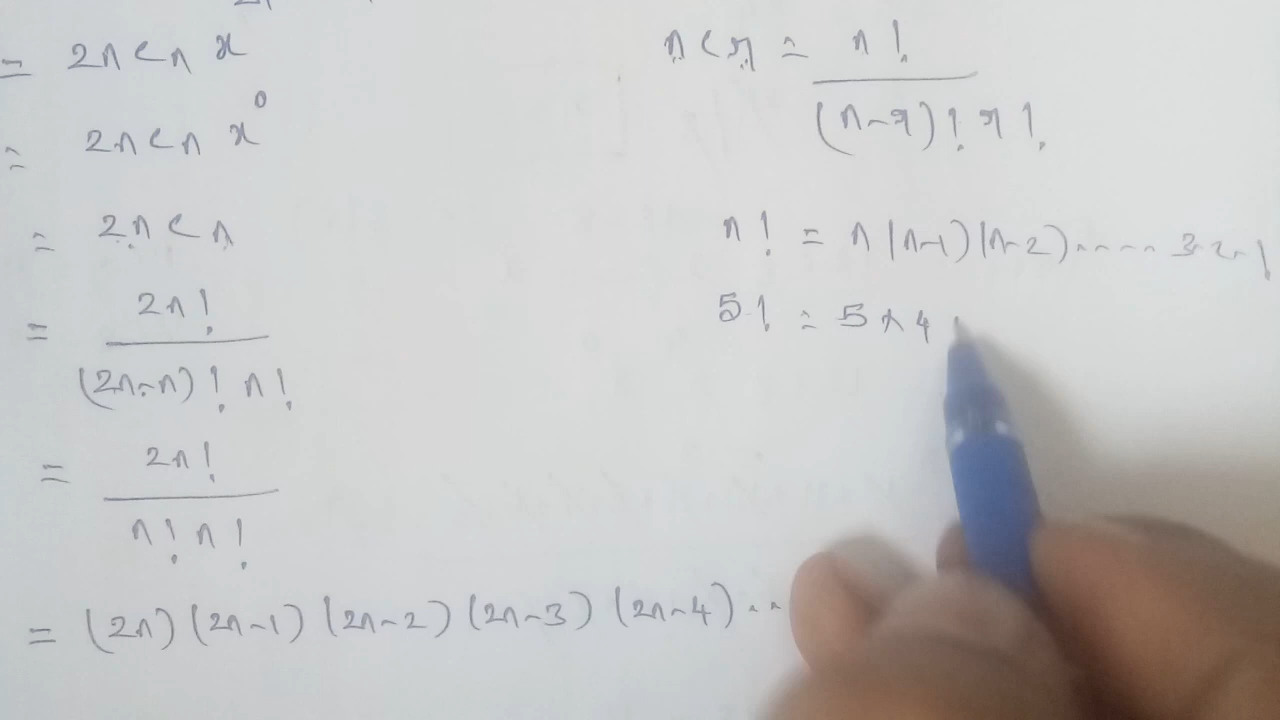 = 2nCn x
= 2nCn x⁰
= 2nCn
= 2n!
(2n-n)! n!
= 2n!
n! n!
= (2n) (2n-1) (2n-2) (2n-3) (2n-4) ..
nCr = n!
(n-r)! r!
n! = n(n-1)(n-2)..... 3·2·1
5! = 5×4